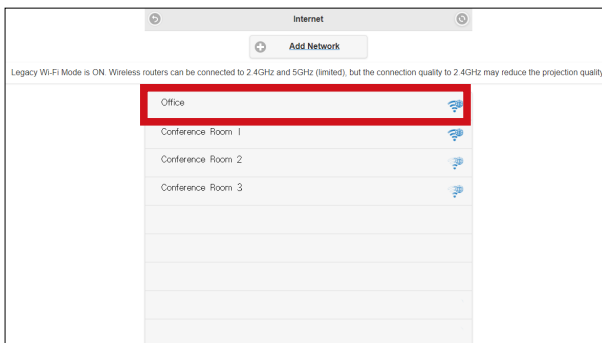 Internet
Add Network
Legacy Wi-Fi Mode is ON. Wireless routers can be connected to 2.4GHz and 5GHz (limited), but the connection quality to 2.4GHz may reduce the projection quality
Office
Conference Room 1
Conference Room 2
Conference Room 3